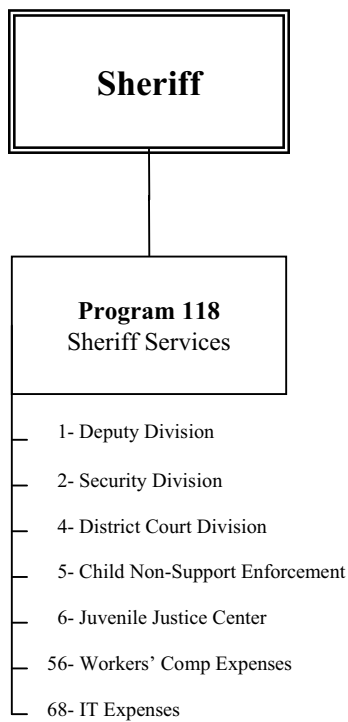 Sheriff
Program 118
Sheriff Services
1- Deputy Division
2- Security Division
4- District Court Division
5- Child Non-Support Enforcement
6- Juvenile Justice Center
56- Workers’ Comp Expenses
68- IT Expenses